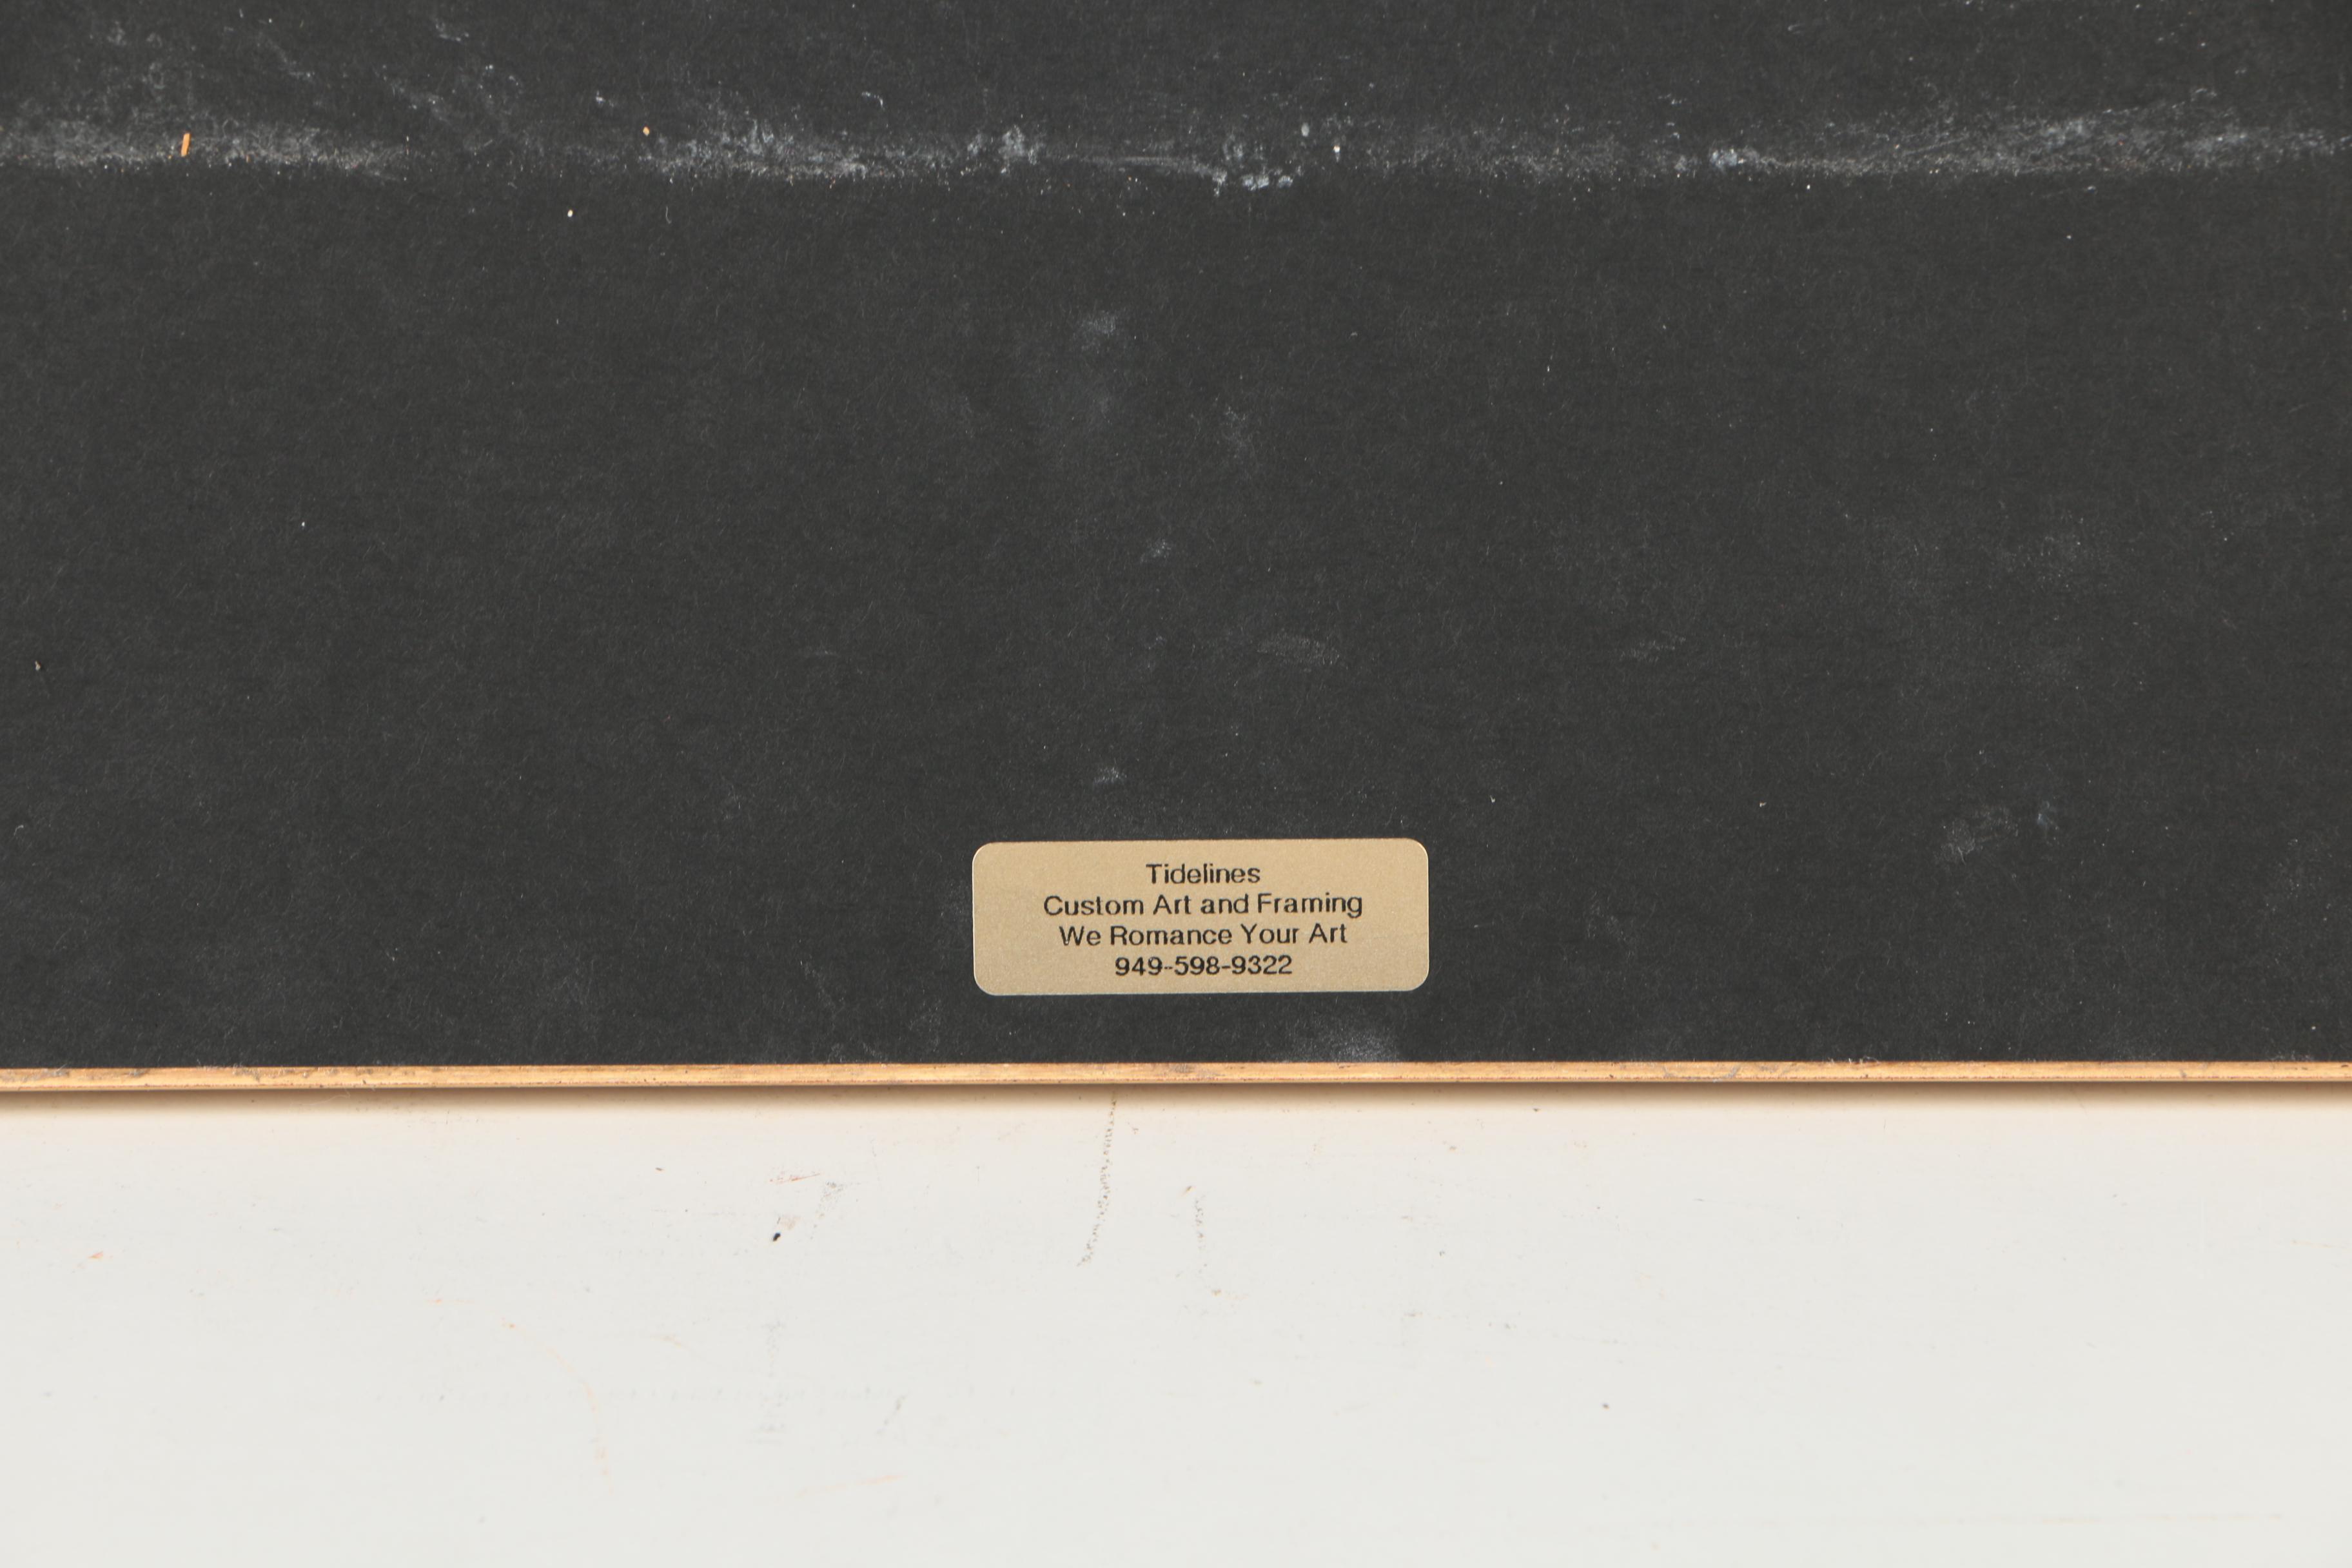 Tidelines
Custom Art and Framing
We Romance Your Art
949-598-9322